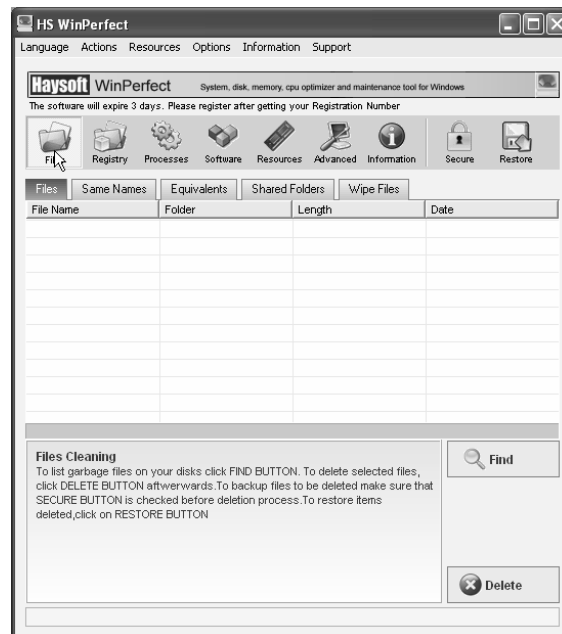 HS WinPerfect
Language Actions Resources Options Information Support
Haysoft WinPerfect System, disk, memory, cpu optimizer and maintenance tool for Windows
The software will expire 3 days. Please register after getting your Registration Number
Registry Processes Software Resources Advanced Information Secure Restore
Files Same Names Equivalents Shared Folders Wipe Files
File Name Folder Length Date
Files Cleaning
To list garbage files on your disks click FIND BUTTON. To delete selected files,
click DELETE BUTTON aftwerwards.To backup files to be deleted make sure that
SECURE BUTTON is checked before deletion process.To restore items
deleted,click on RESTORE BUTTON
Find
Delete